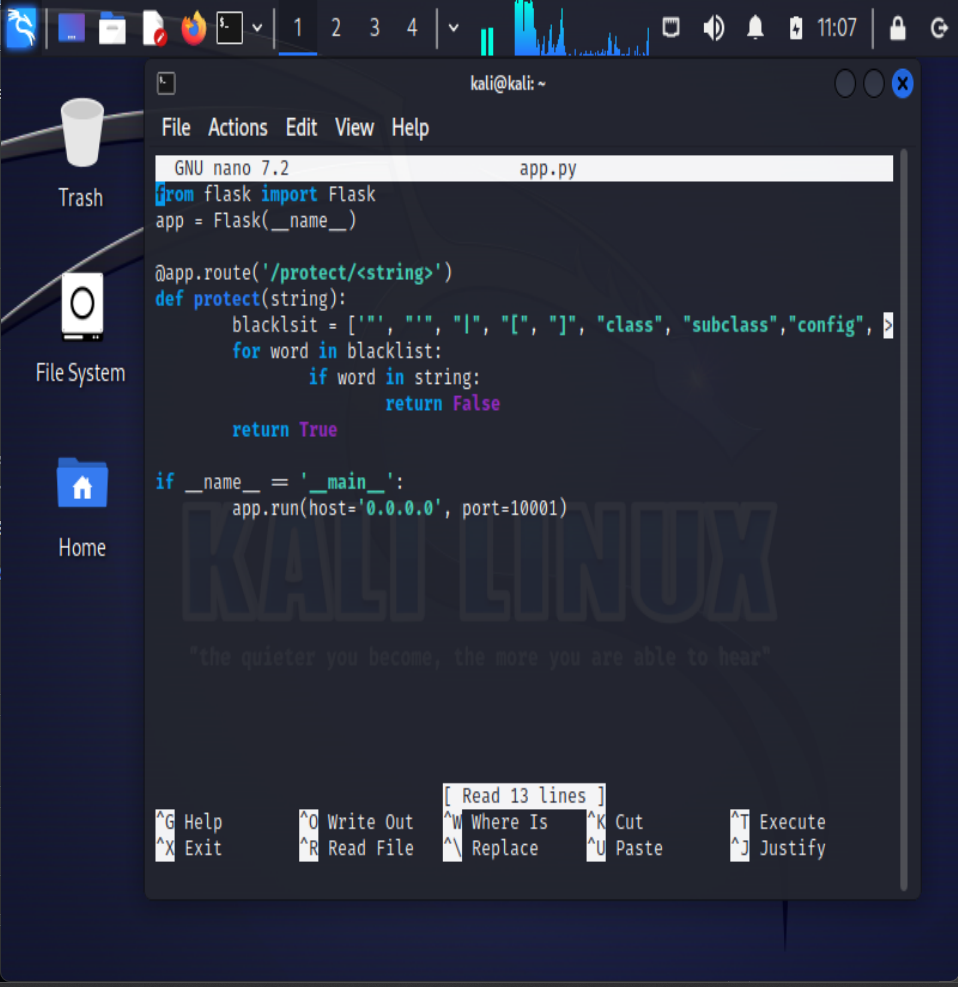 1 2 3 4 11:07
kali@kali: ~
File Actions Edit View Help
GNU nano 7.2 app.py
from flask import Flask
app = Flask(__name__)
@app.route('/protect/<string>')
def protect(string):
blacklsit = ['"', "'", "|", "[", "]", "class", "subclass","config", >
for word in blacklist:
if word in string:
return False
return True
if __name__ == '__main__':
app.run(host='0.0.0.0', port=10001)
Trash
File System
Home
KALI LINUX
"the quieter you become, the more you are able to hear"
[ Read 13 lines ]
^G Help ^O Write Out ^W Where Is ^K Cut ^T Execute
^X Exit ^R Read File ^\ Replace ^U Paste ^J Justify